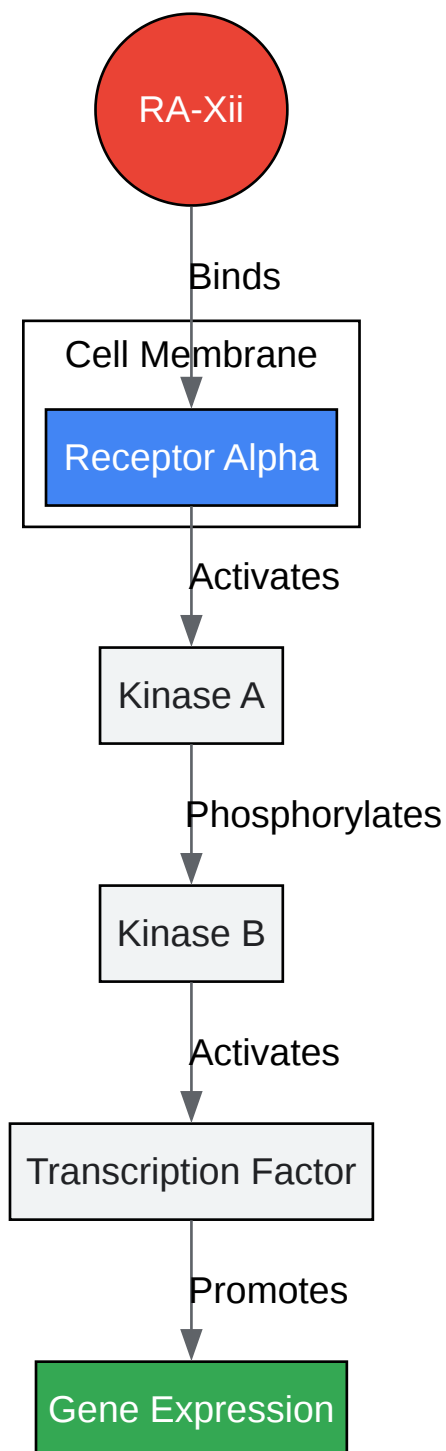 RA-Xii
Binds
Cell Membrane
Receptor Alpha
Activates
Kinase A
Phosphorylates
Kinase B
Activates
Transcription Factor
Promotes
Gene Expression